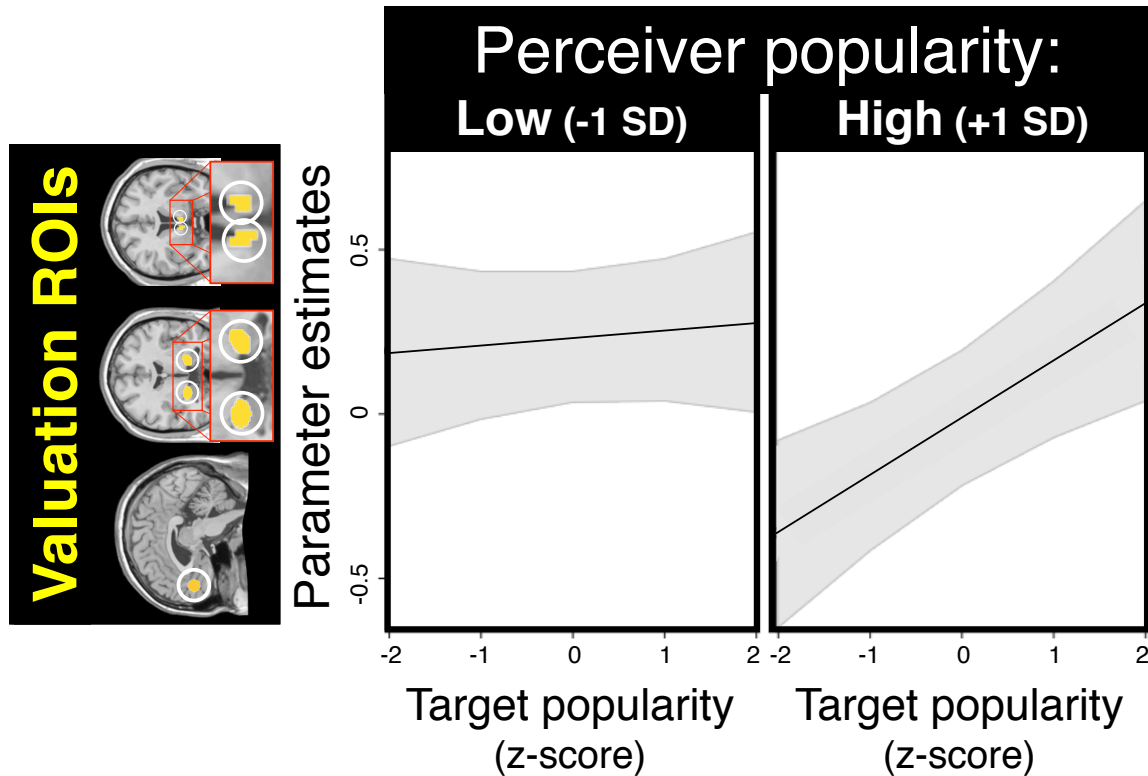 Perceiver popularity:
Low (-1 SD)
High (+1 SD)
Valuation ROIs
Parameter estimates
0.5
0
-0.5
-2 -1 0 1 2
-2 -1 0 1 2
Target popularity
(z-score)
Target popularity
(z-score)